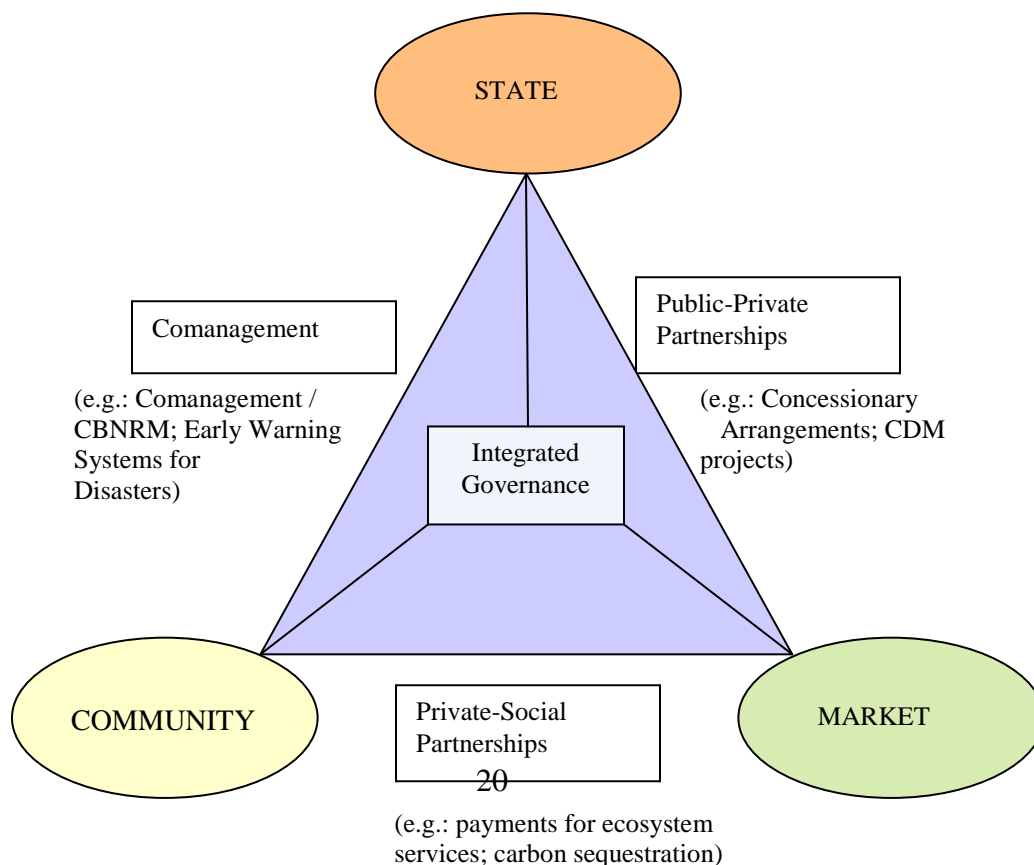 STATE
Comanagement
(e.g.: Comanagement /
CBNRM; Early Warning
Systems for
Disasters)
Public-Private
Partnerships
(e.g.: Concessionary
Arrangements; CDM
projects)
Integrated
Governance
COMMUNITY
MARKET
Private-Social
Partnerships
20
(e.g.: payments for ecosystem
services; carbon sequestration)